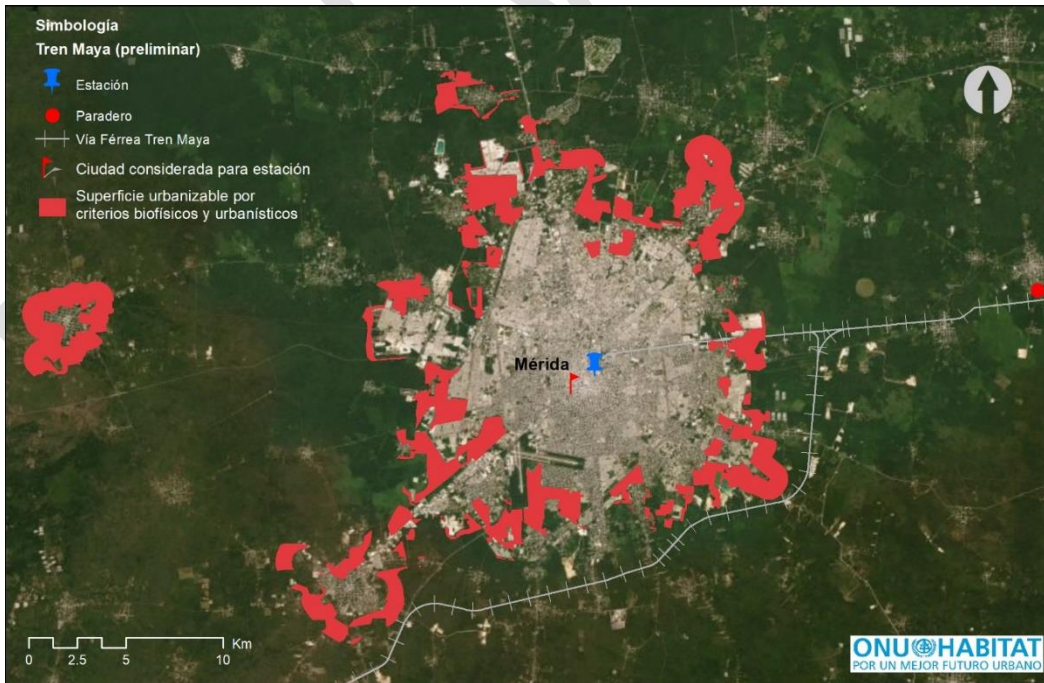 Simbología
Tren Maya (preliminar)
Estación
Paradero
Vía Férrea Tren Maya
Ciudad considerada para estación
Superficie urbanizable por
criterios biofísicos y urbanísticos
Mérida
Km
0 2.5 5 10
ONU HABITAT
POR UN MEJOR FUTURO URBANO